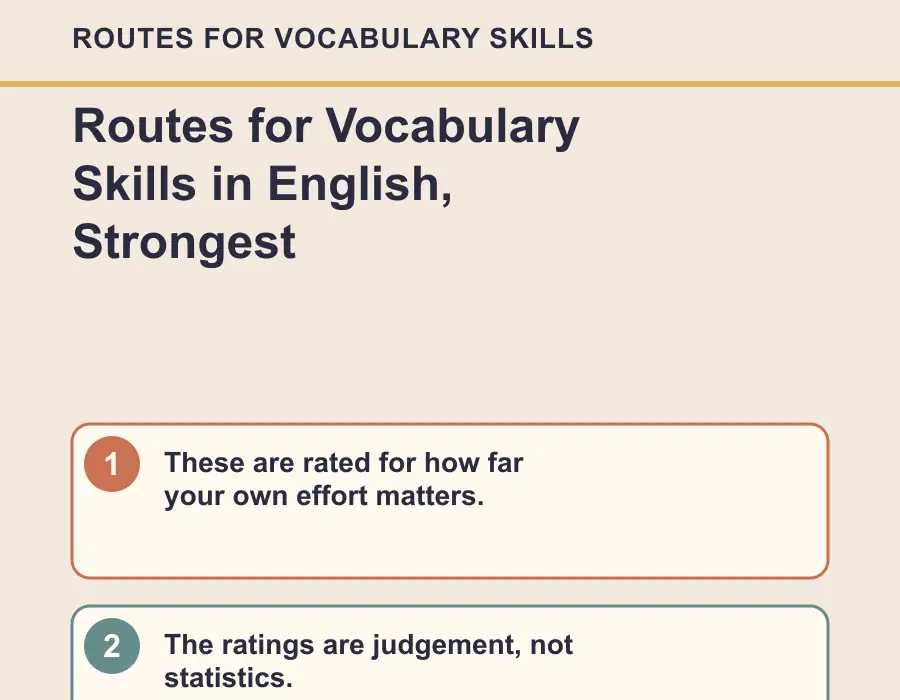 ROUTES FOR VOCABULARY SKILLS
Routes for Vocabulary
Skills in English,
Strongest
1
These are rated for how far
your own effort matters.
2
The ratings are judgement, not
statistics.